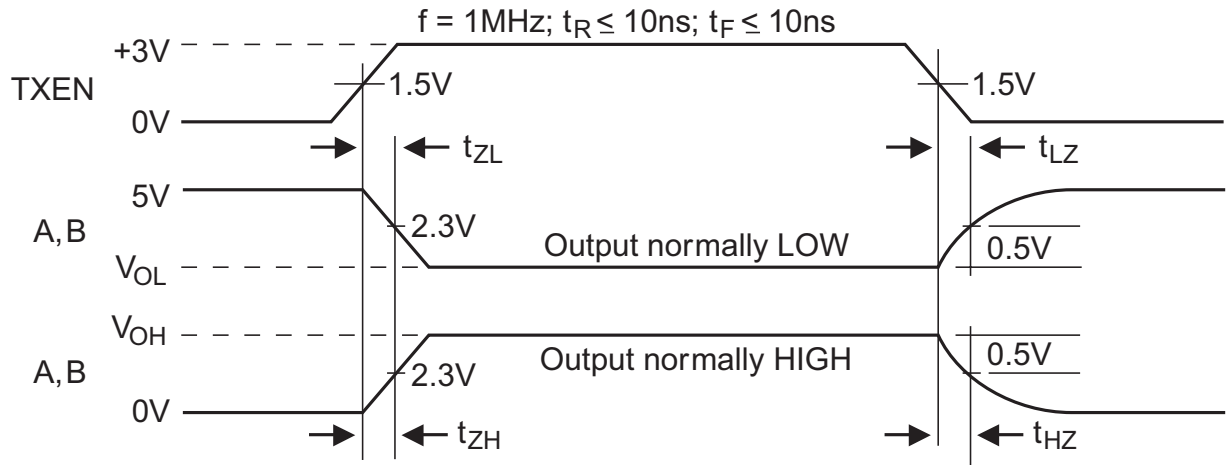 f = 1MHz; tR ≤ 10ns; tF ≤ 10ns
+3V
TXEN
1.5V
1.5V
0V
tZL
tLZ
5V
A,B
2.3V
Output normally LOW
0.5V
VOL
VOH
A,B
2.3V
Output normally HIGH
0.5V
0V
tZH
tHZ